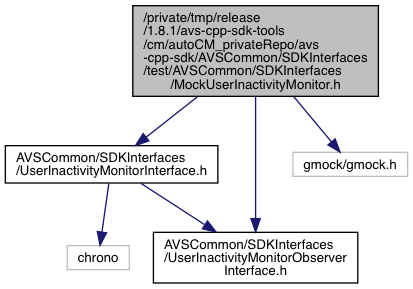 /private/tmp/release
/1.8.1/avs-cpp-sdk-tools
/cm/autoCM_privateRepo/avs
-cpp-sdk/AVSCommon/SDKInterfaces
/test/AVSCommon/SDKInterfaces
/MockUserInactivityMonitor.h
AVSCommon/SDKInterfaces
/UserInactivityMonitorInterface.h
gmock/gmock.h
chrono
AVSCommon/SDKInterfaces
/UserInactivityMonitorObserver
Interface.h